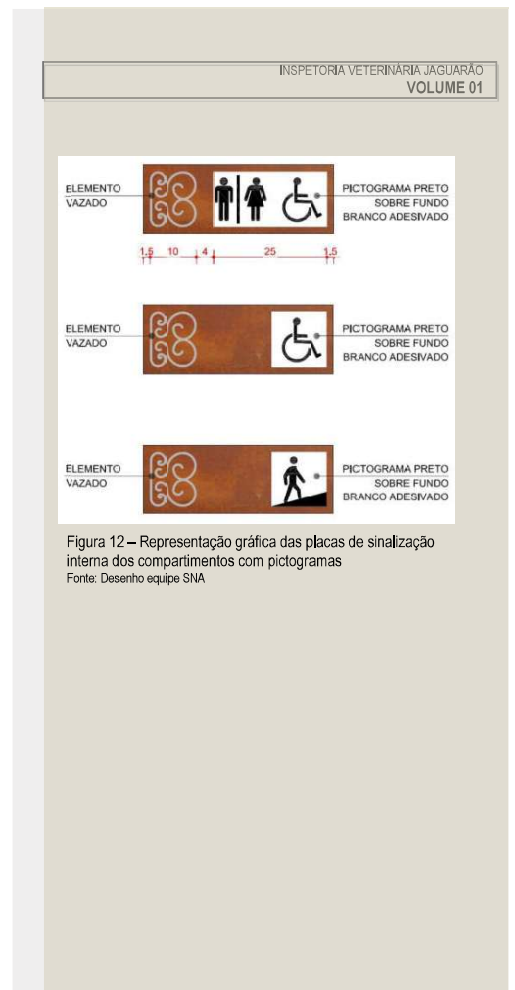 INSPETORIA VETERINÁRIA JAGUARÃO
VOLUME 01
ELEMENTO
VAZADO
PICTOGRAMA PRETO
SOBRE FUNDO
BRANCO ADESIVADO
1,5 10 4 25 1,5
ELEMENTO
VAZADO
PICTOGRAMA PRETO
SOBRE FUNDO
BRANCO ADESIVADO
ELEMENTO
VAZADO
PICTOGRAMA PRETO
SOBRE FUNDO
BRANCO ADESIVADO
Figura 12 – Representação gráfica das placas de sinalização
interna dos compartimentos com pictogramas
Fonte: Desenho equipe SNA